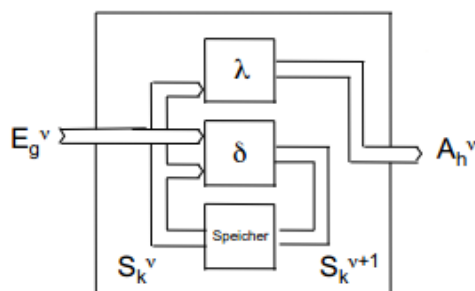 λ
E_g^ν
δ
A_h^ν
Speicher
S_k^ν
S_k^{ν+1}